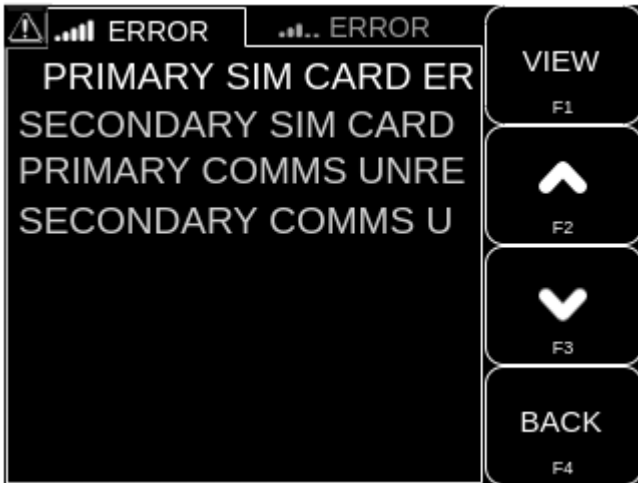 ERROR
ERROR
PRIMARY SIM CARD ER
SECONDARY SIM CARD
PRIMARY COMMS UNRE
SECONDARY COMMS U
VIEW
F1
F2
F3
BACK
F4